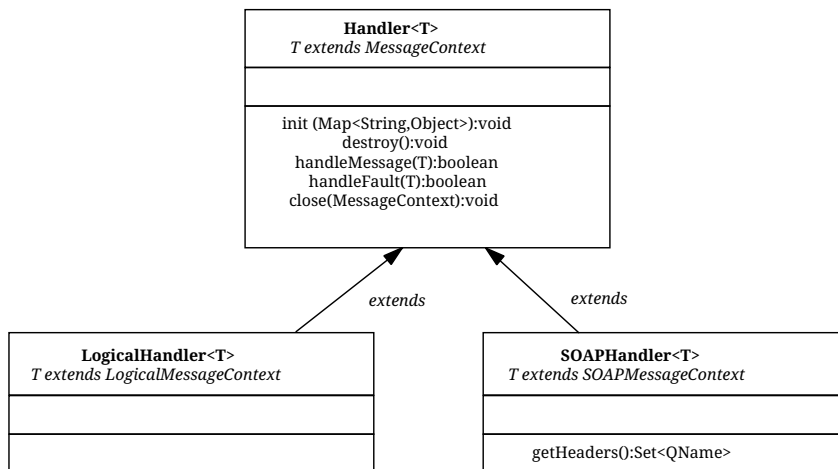 Handler<T>
T extends MessageContext
init (Map<String,Object>):void
destroy():void
handleMessage(T):boolean
handleFault(T):boolean
close(MessageContext):void
extends
extends
LogicalHandler<T>
T extends LogicalMessageContext
SOAPHandler<T>
T extends SOAPMessageContext
getHeaders():Set<QName>